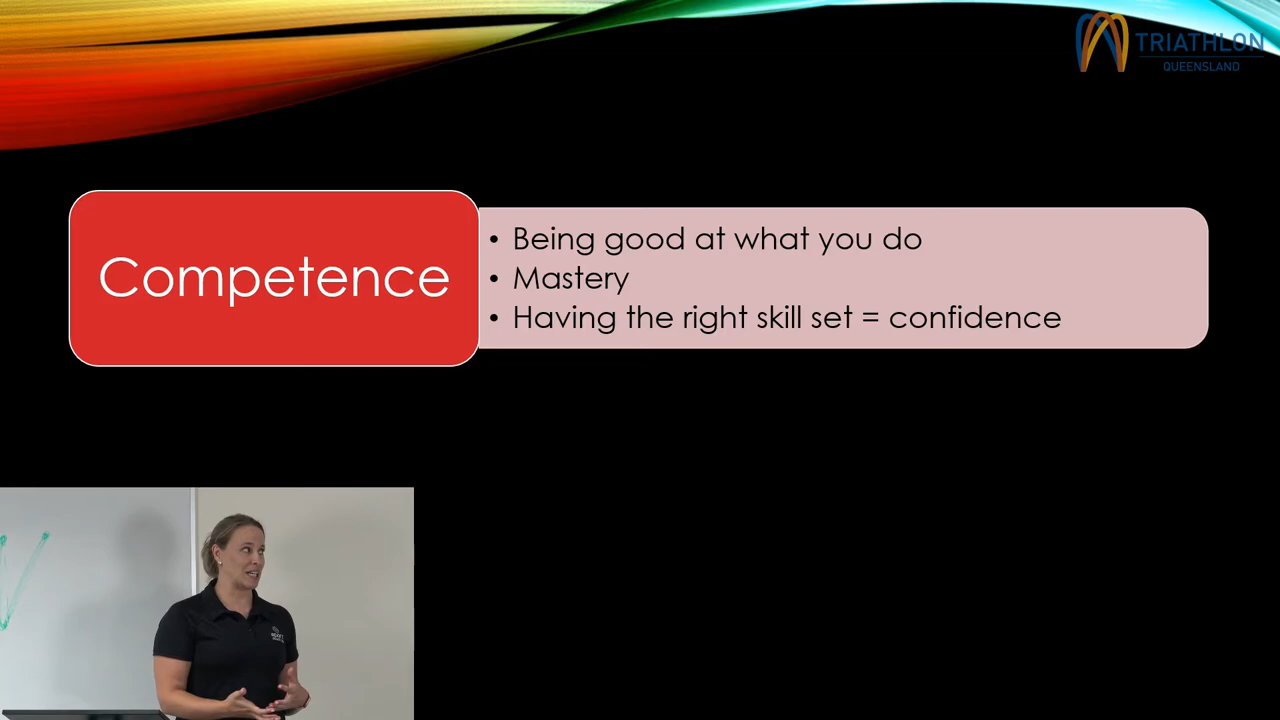 TRIATHLON
QUEENSLAND
Competence
• Being good at what you do
• Mastery
• Having the right skill set = confidence